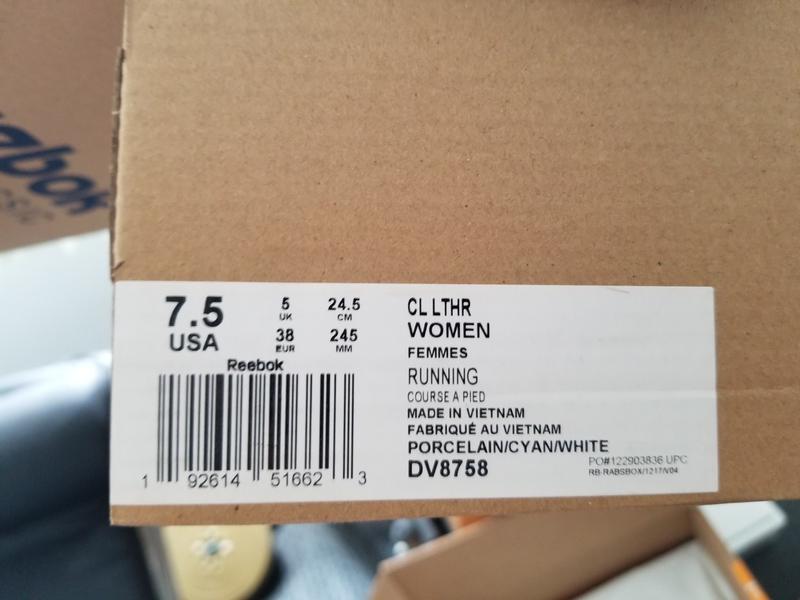 7.5
USA
5
UK
24.5
CM
38
EUR
245
MM
Reebok
1 92614 51662 3
CL LTHR
WOMEN
FEMMES
RUNNING
COURSE A PIED
MADE IN VIETNAM
FABRIQUÉ AU VIETNAM
PORCELAIN/CYAN/WHITE
DV8758
PO#122903836 UPC
RB-RABSBOX/1217/V04